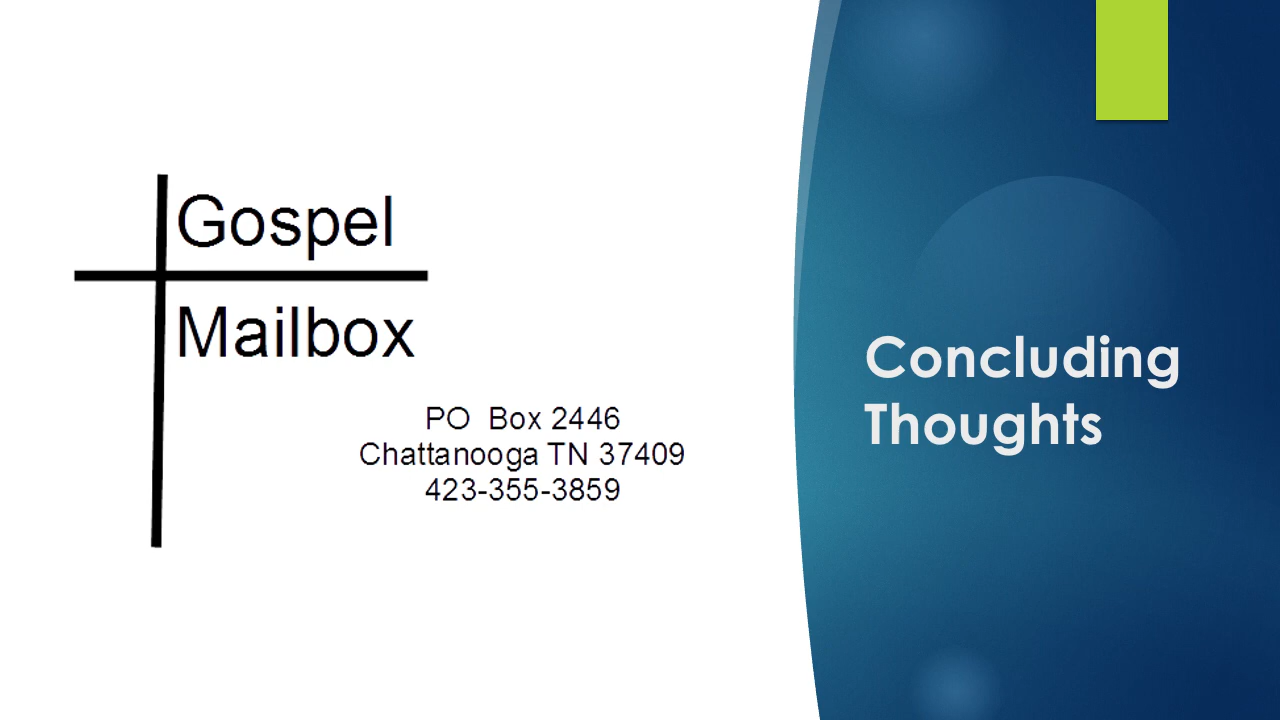 Gospel
Mailbox
PO Box 2446
Chattanooga TN 37409
423-355-3859
Concluding
Thoughts